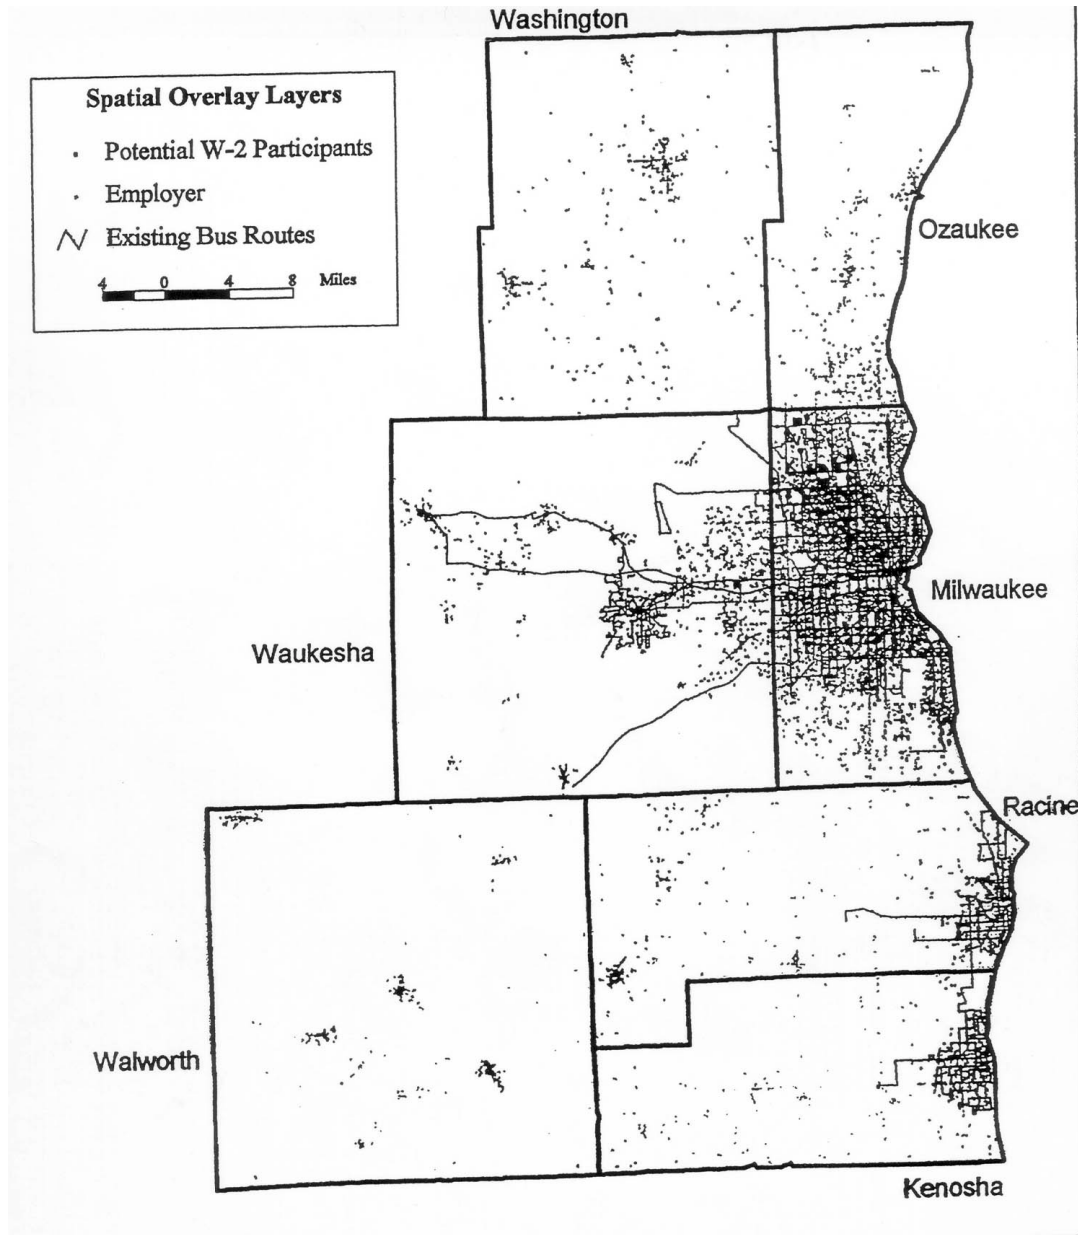 Washington
Spatial Overlay Layers
Potential W-2 Participants
Employer
Existing Bus Routes
4 0 4 8 Miles
Ozaukee
Milwaukee
Waukesha
Racine
Walworth
Kenosha